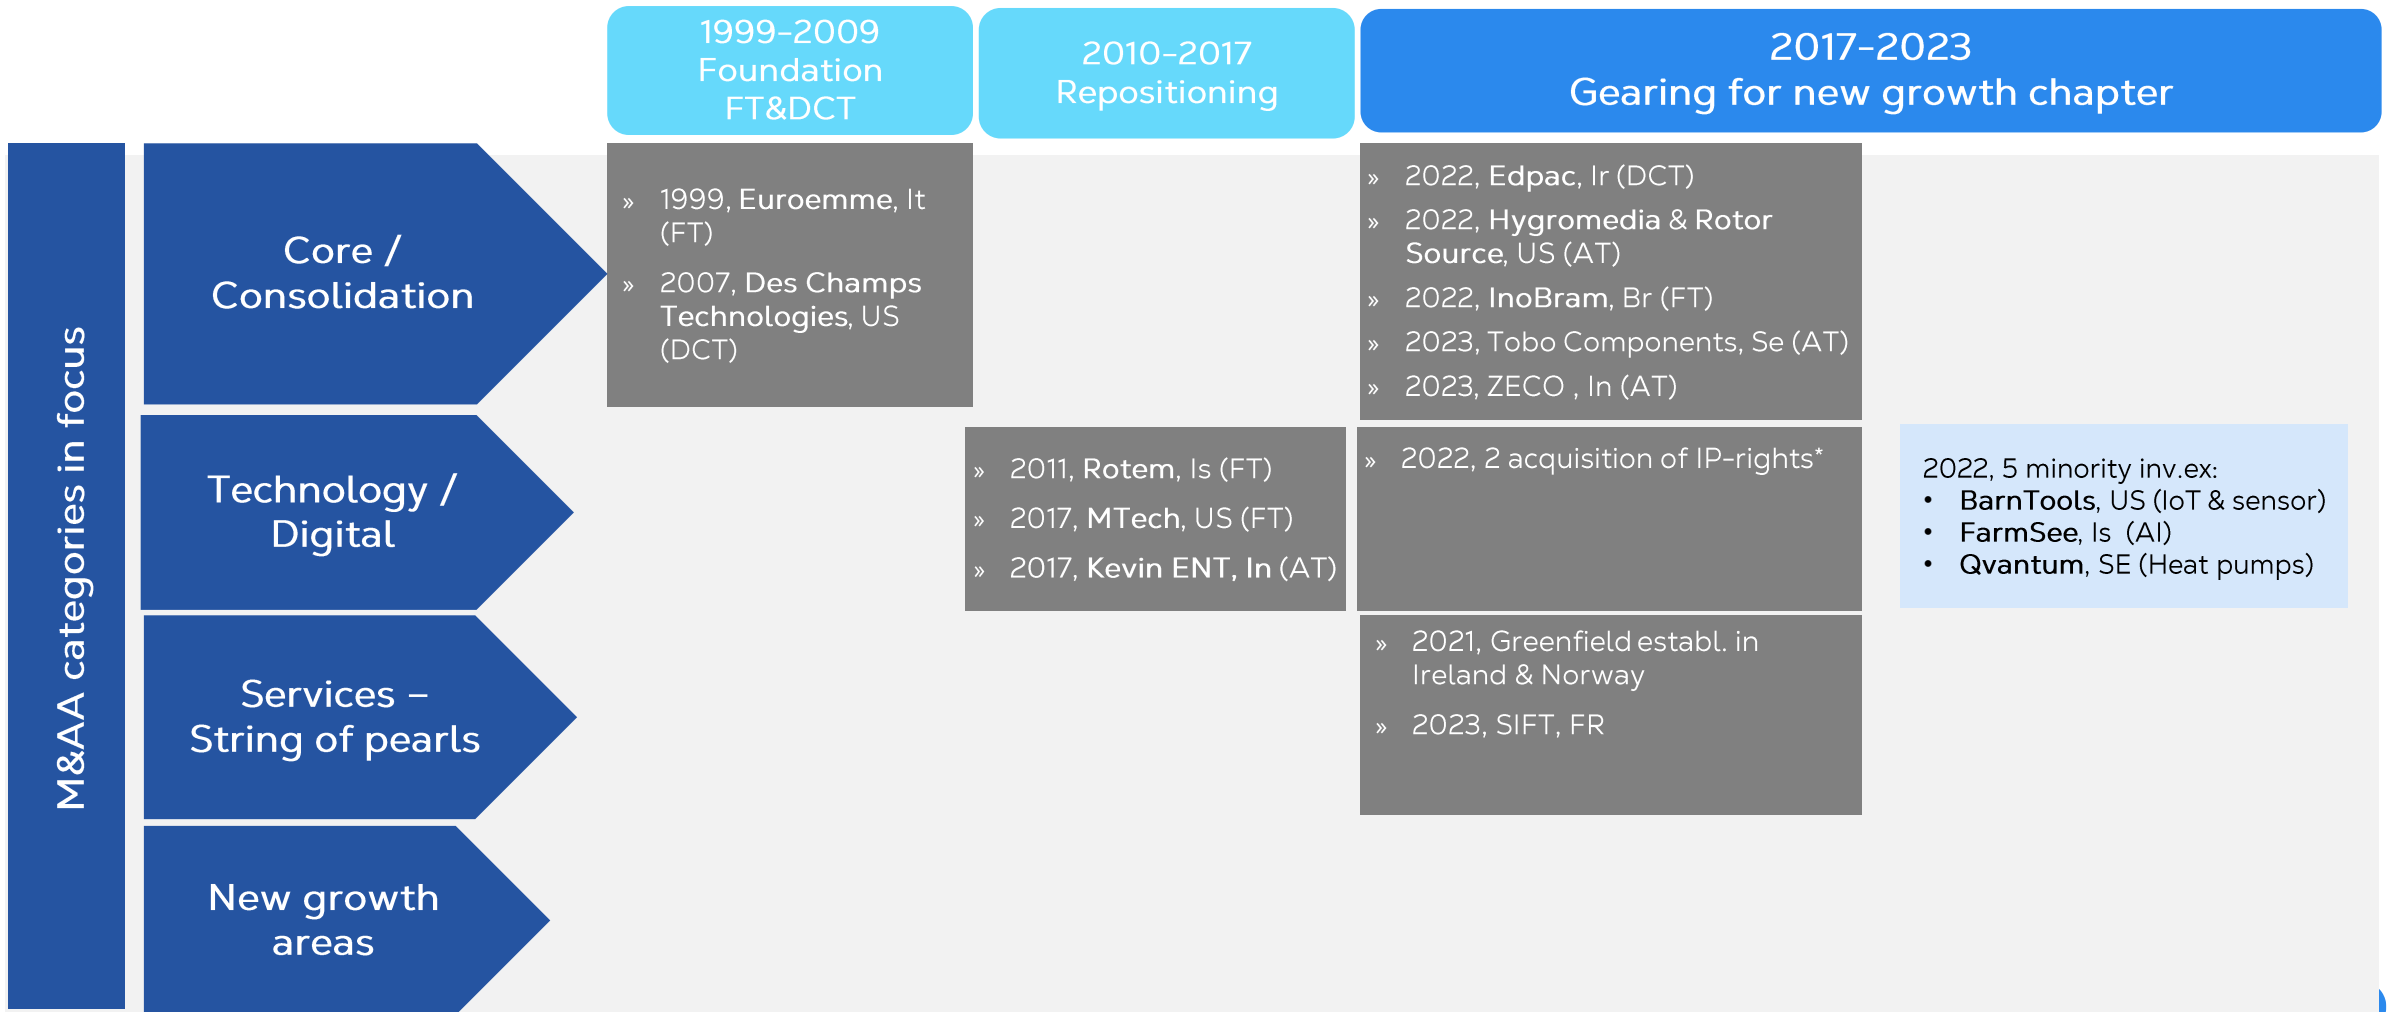 1999-2009
Foundation
FT&DCT
2010-2017
Repositioning
2017-2023
Gearing for new growth chapter
M&AA categories in focus
Core /
Consolidation
» 1999, Euroemme, It
(FT)
» 2007, Des Champs
Technologies, US
(DCT)
» 2022, Edpac, Ir (DCT)
» 2022, Hygromedia & Rotor
Source, US (AT)
» 2022, InoBram, Br (FT)
» 2023, Tobo Components, Se (AT)
» 2023, ZECO , In (AT)
Technology /
Digital
» 2011, Rotem, Is (FT)
» 2017, MTech, US (FT)
» 2017, Kevin ENT, In (AT)
» 2022, 2 acquisition of IP-rights*
2022, 5 minority inv.ex:
• BarnTools, US (IoT & sensor)
• FarmSee, Is (AI)
• Qvantum, SE (Heat pumps)
Services –
String of pearls
» 2021, Greenfield establ. in
Ireland & Norway
» 2023, SIFT, FR
New growth
areas